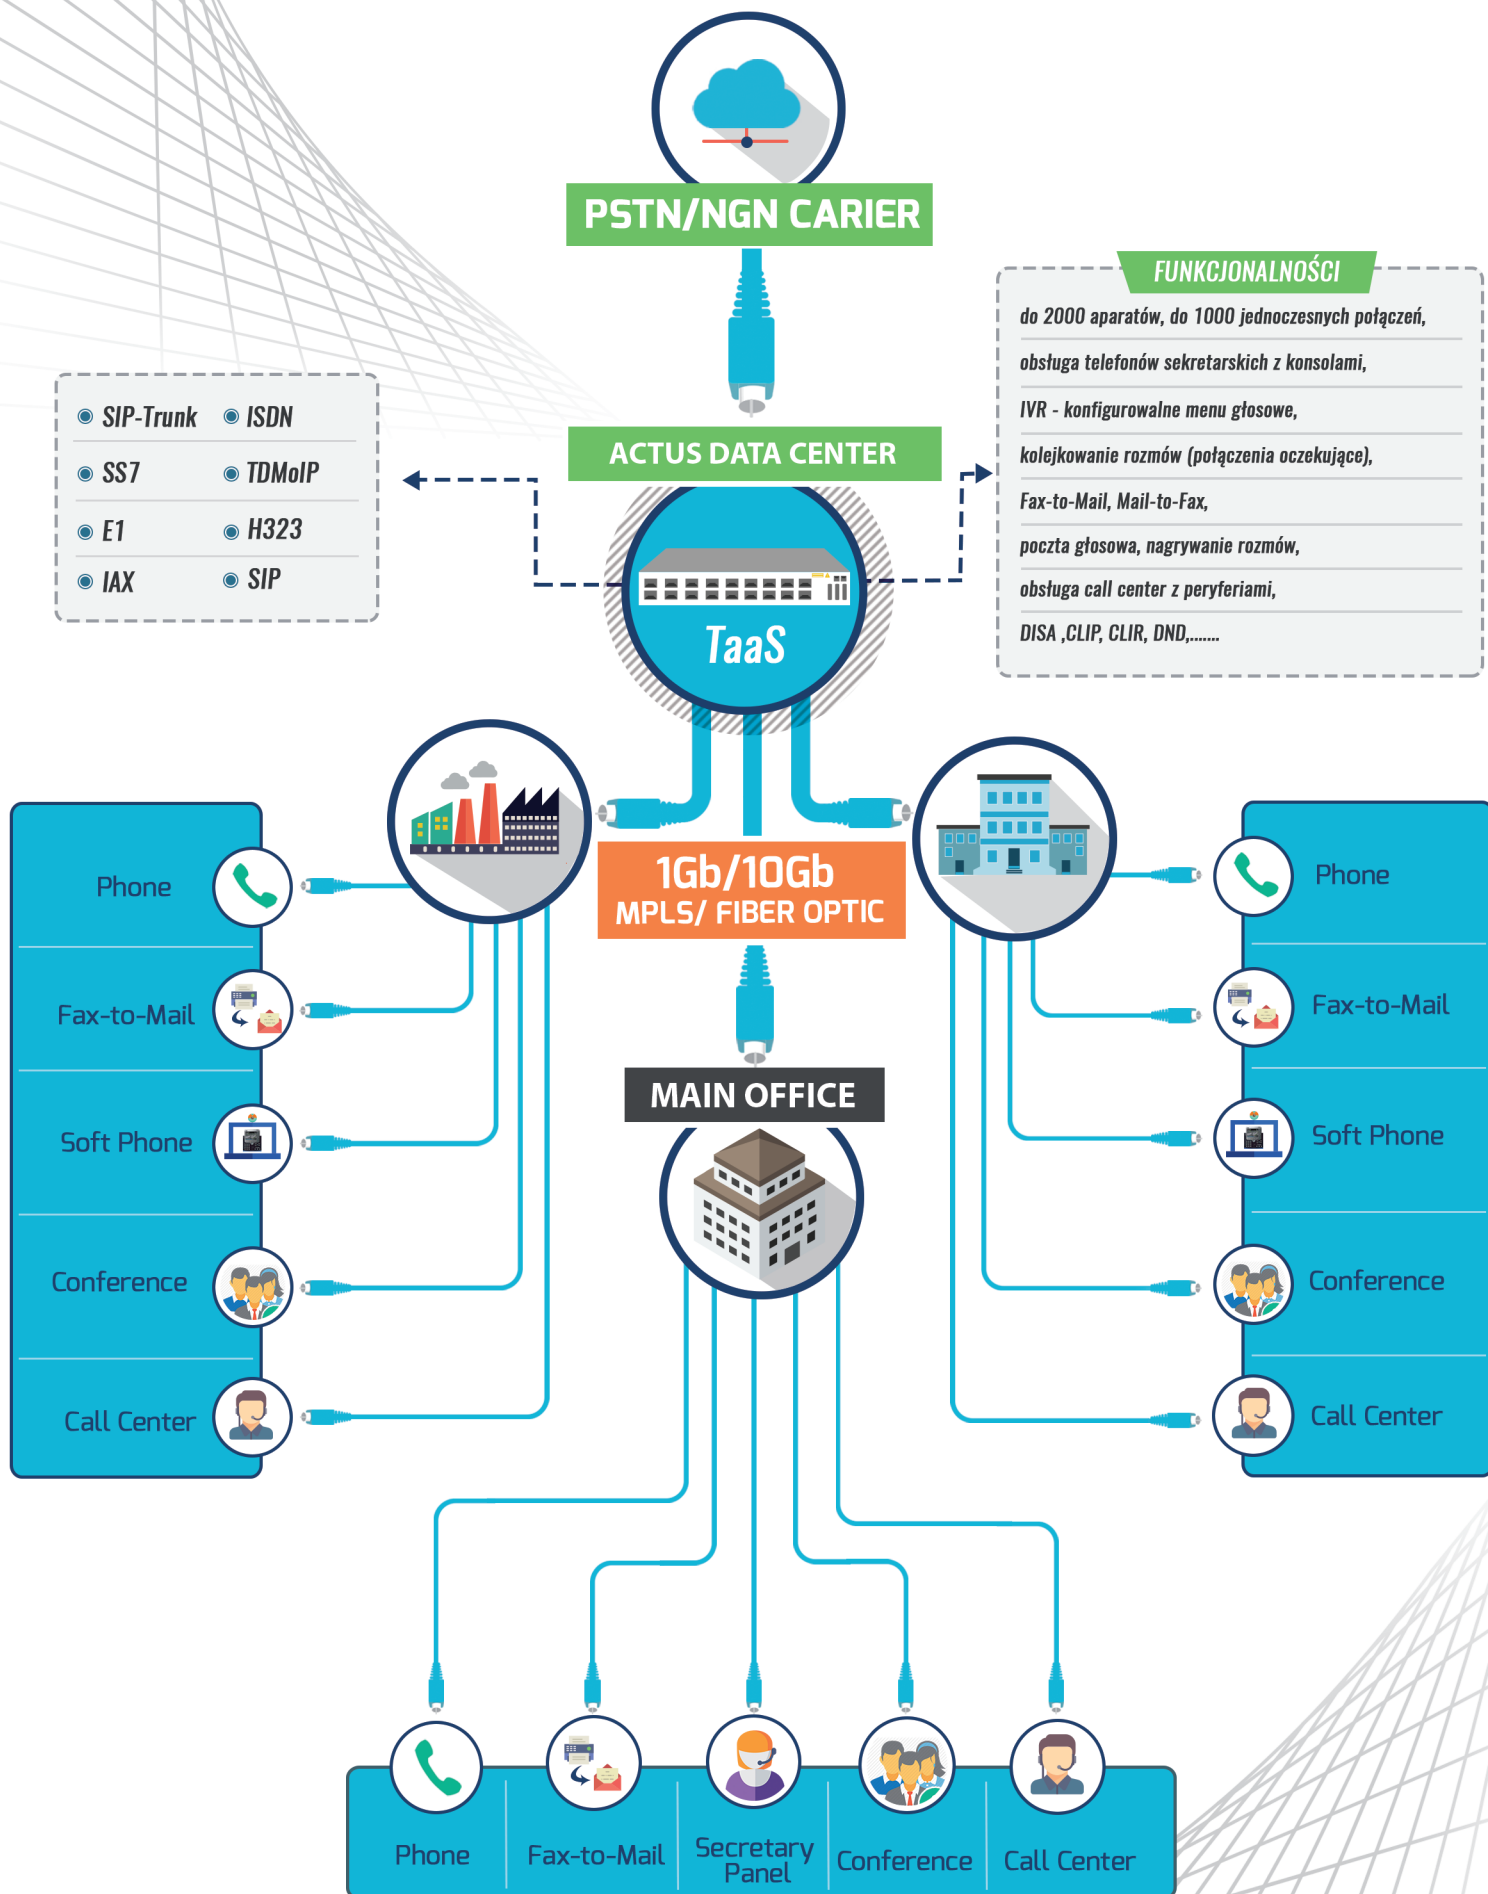 PSTN/NGN CARIER
FUNKCJONALNOŚCI
do 2000 aparatów, do 1000 jednoczesnych połączeń,
obsługa telefonów sekretarskich z konsolami,
IVR - konfigurowalne menu głosowe,
kolejkowanie rozmów (połączenia oczekujące),
Fax-to-Mail, Mail-to-Fax,
poczta głosowa, nagrywanie rozmów,
obsługa call center z peryferiami,
DISA ,CLIP, CLIR, DND,.......
SIP-Trunk ISDN
SS7 TDMoIP
E1 H323
IAX SIP
ACTUS DATA CENTER
TaaS
1Gb/10Gb
MPLS/ FIBER OPTIC
Phone
Fax-to-Mail
Soft Phone
Conference
Call Center
Phone
Fax-to-Mail
Soft Phone
Conference
Call Center
MAIN OFFICE
Phone
Fax-to-Mail
Secretary
Panel
Conference
Call Center